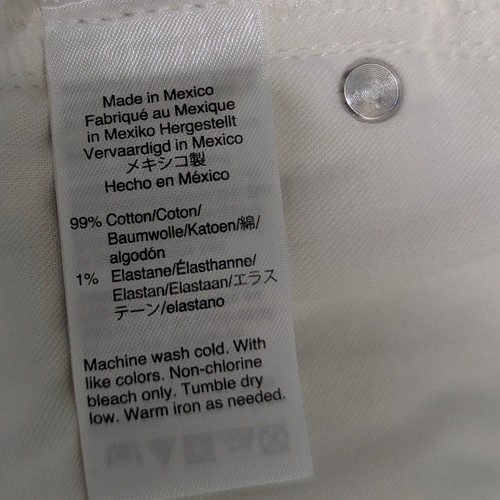 Made in Mexico
Fabriqué au Mexique
in Mexiko Hergestellt
Vervaardigd in Mexico
メキシコ製
Hecho en México
99% Cotton/Coton/
Baumwolle/Katoen/綿/
algodón
1% Elastane/Élasthanne/
Elastan/Elastaan/エラス
テーン/elastano
Machine wash cold. With
like colors. Non-chlorine
bleach only. Tumble dry
low. Warm iron as needed.